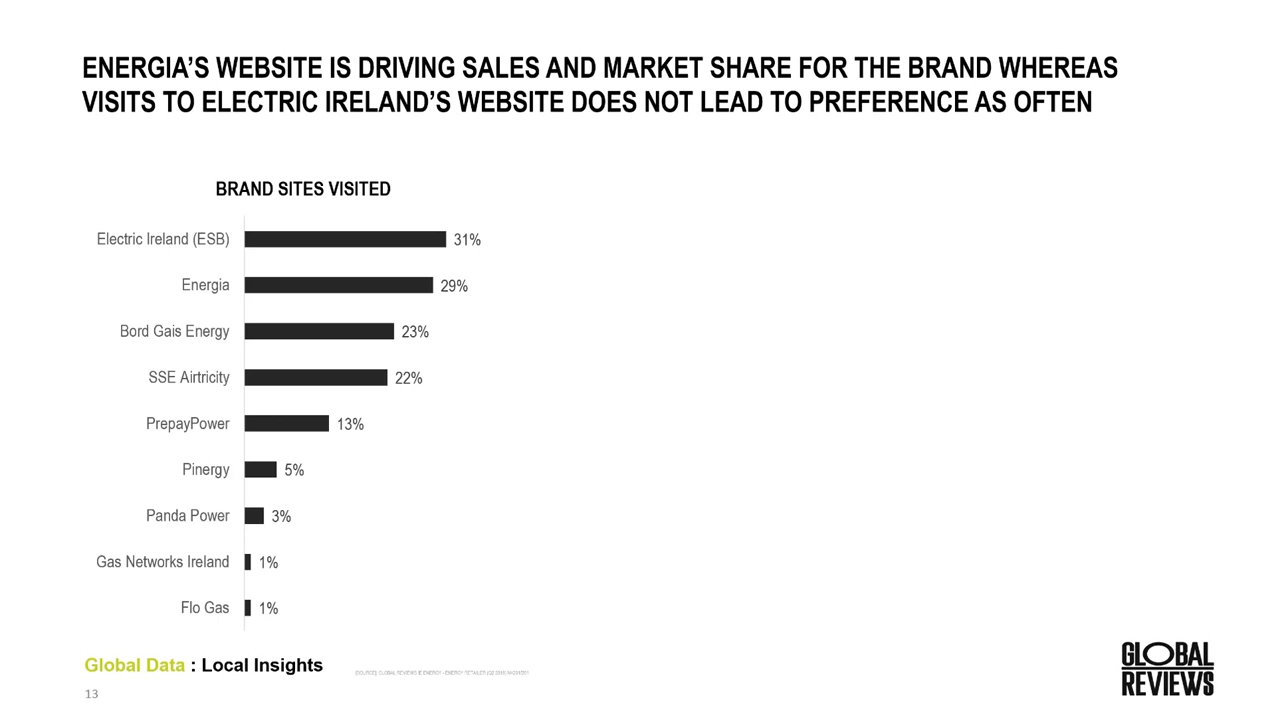 ENERGIA'S WEBSITE IS DRIVING SALES AND MARKET SHARE FOR THE BRAND WHEREAS
VISITS TO ELECTRIC IRELAND'S WEBSITE DOES NOT LEAD TO PREFERENCE AS OFTEN
BRAND SITES VISITED
Electric Ireland (ESB) 31%
Energia 29%
Bord Gais Energy 23%
SSE Airtricity 22%
PrepayPower 13%
Pinergy 5%
Panda Power 3%
Gas Networks Ireland 1%
Flo Gas 1%
Global Data : Local Insights
13
GLOBAL
REVIEWS